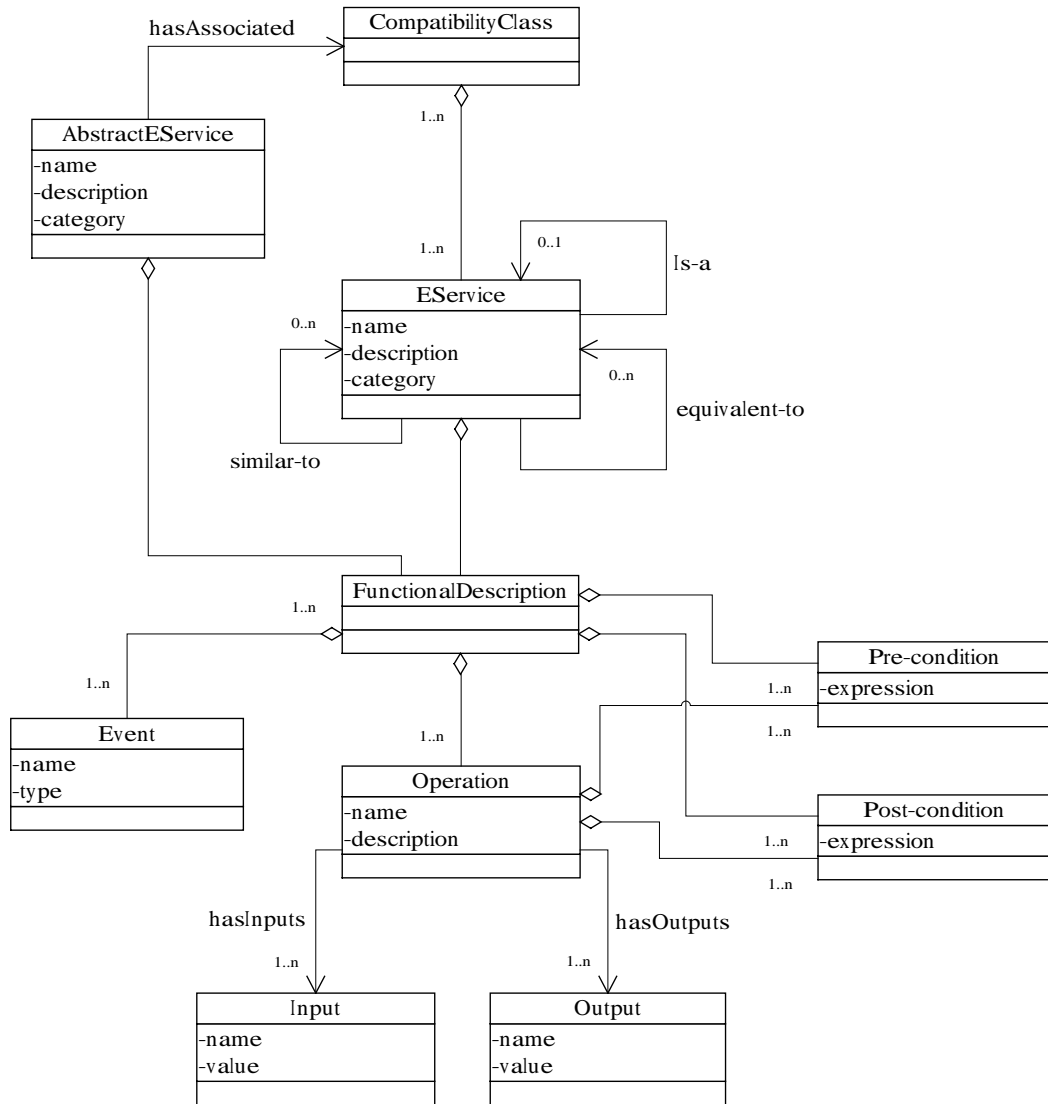 hasAssociated
CompatibilityClass
1..n
AbstractEService
-name
-description
-category
1..n
0..1
Is-a
EService
-name
-description
-category
0..n
0..n
similar-to
equivalent-to
FunctionalDescription
1..n
1..n
Event
-name
-type
1..n
Pre-condition
-expression
1..n
1..n
Operation
-name
-description
Post-condition
-expression
1..n
1..n
hasInputs
hasOutputs
1..n
1..n
Input
-name
-value
Output
-name
-value